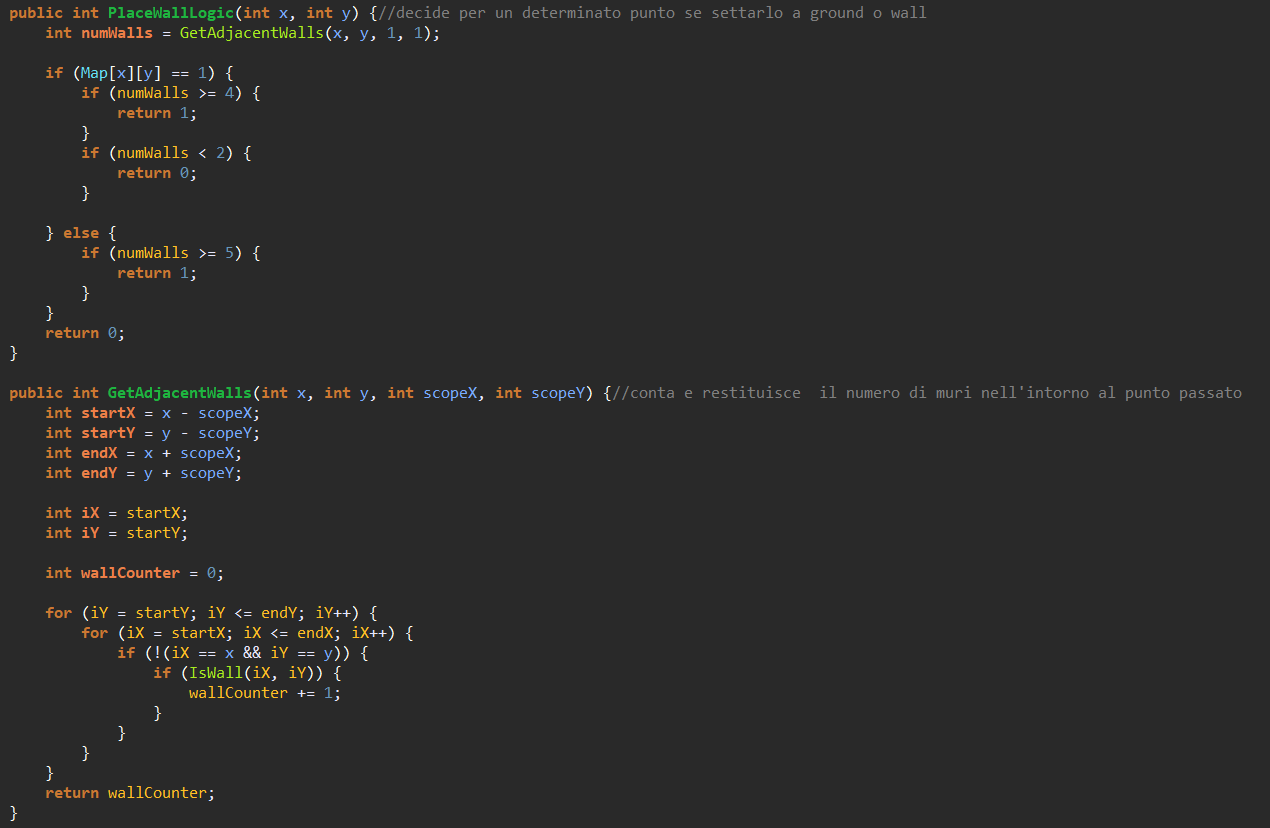 public int PlaceWallLogic(int x, int y) {//decide per un determinato punto se settarlo a ground o wall
    int numWalls = GetAdjacentWalls(x, y, 1, 1);

    if (Map[x][y] == 1) {
        if (numWalls >= 4) {
            return 1;
        }
        if (numWalls < 2) {
            return 0;
        }

    } else {
        if (numWalls >= 5) {
            return 1;
        }
    }
    return 0;
}

public int GetAdjacentWalls(int x, int y, int scopeX, int scopeY) {//conta e restituisce  il numero di muri nell'intorno al punto passato
    int startX = x - scopeX;
    int startY = y - scopeY;
    int endX = x + scopeX;
    int endY = y + scopeY;

    int iX = startX;
    int iY = startY;

    int wallCounter = 0;

    for (iY = startY; iY <= endY; iY++) {
        for (iX = startX; iX <= endX; iX++) {
            if (!(iX == x && iY == y)) {
                if (IsWall(iX, iY)) {
                    wallCounter += 1;
                }
            }
        }
    }
    return wallCounter;
}